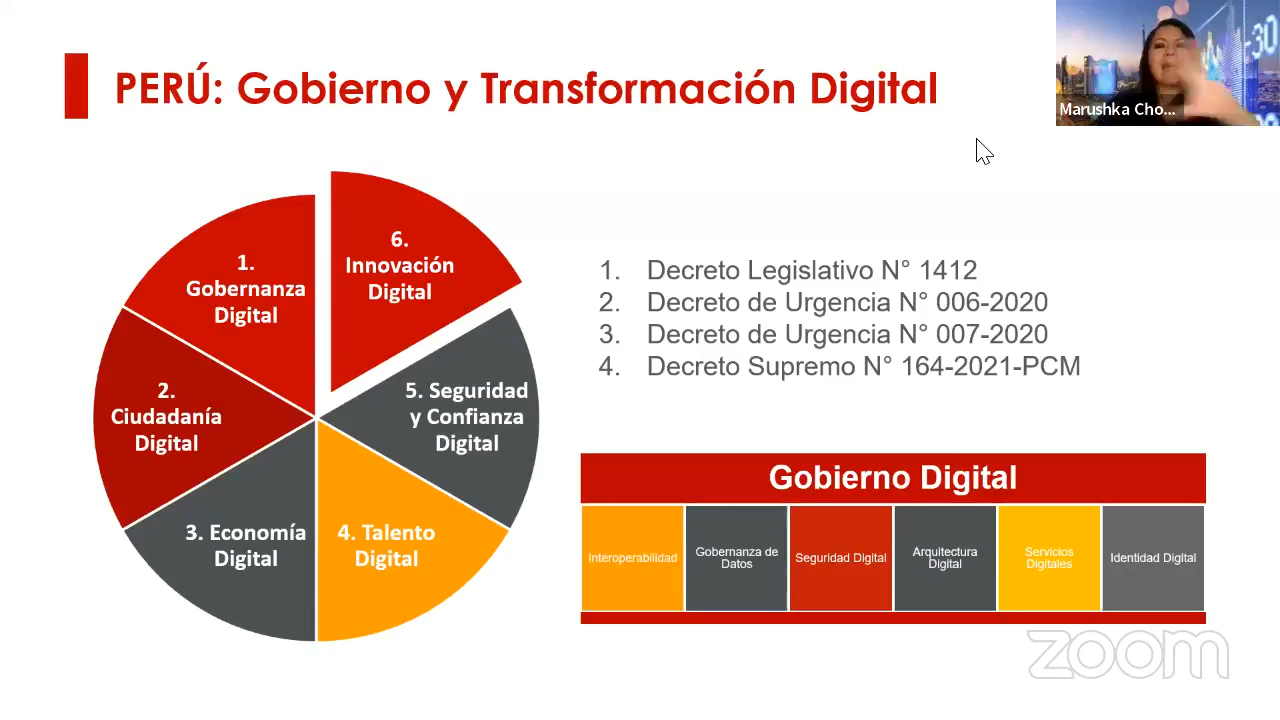 PERÚ: Gobierno y Transformación Digital
Marushka Cho...
6.
Innovación
Digital
1.
Gobernanza
Digital
2.
Ciudadanía
Digital
5. Seguridad
y Confianza
Digital
3. Economía
Digital
4. Talento
Digital
1. Decreto Legislativo N° 1412
2. Decreto de Urgencia N° 006-2020
3. Decreto de Urgencia N° 007-2020
4. Decreto Supremo N° 164-2021-PCM
Gobierno Digital
Interoperabilidad
Gobernanza de
Datos
Seguridad Digital
Arquitectura
Digital
Servicios
Digitales
Identidad Digital
zoom